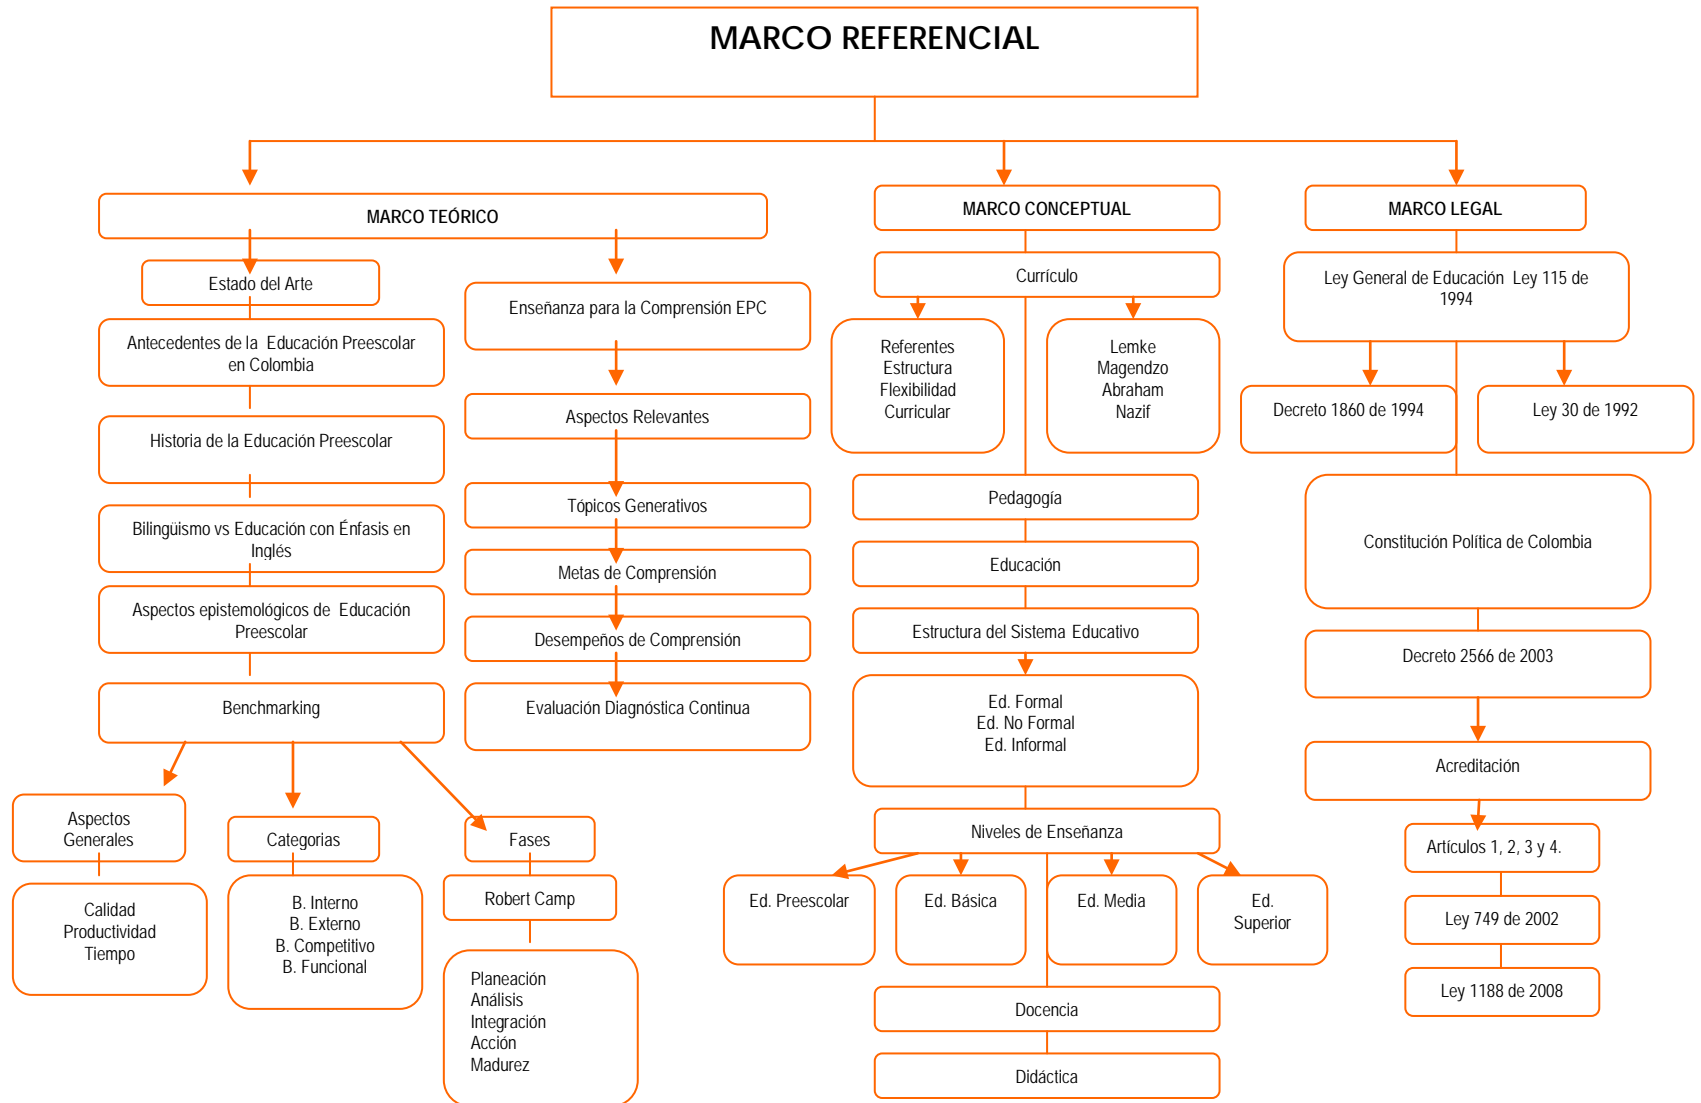 MARCO REFERENCIAL
MARCO TEÓRICO
Estado del Arte
Antecedentes de la Educación Preescolar
en Colombia
Historia de la Educación Preescolar
Bilingüismo vs Educación con Énfasis en
Inglés
Aspectos epistemológicos de Educación
Preescolar
Benchmarking
Aspectos
Generales
Calidad
Productividad
Tiempo
Categorias
B. Interno
B. Externo
B. Competitivo
B. Funcional
Fases
Robert Camp
Planeación
Análisis
Integración
Acción
Madurez
Enseñanza para la Comprensión EPC
Aspectos Relevantes
Tópicos Generativos
Metas de Comprensión
Desempeños de Comprensión
Evaluación Diagnóstica Continua
MARCO CONCEPTUAL
Currículo
Referentes
Estructura
Flexibilidad
Curricular
Lemke
Magendzo
Abraham
Nazif
Pedagogía
Educación
Estructura del Sistema Educativo
Ed. Formal
Ed. No Formal
Ed. Informal
Niveles de Enseñanza
Ed. Preescolar
Ed. Básica
Ed. Media
Ed.
Superior
Docencia
Didáctica
MARCO LEGAL
Ley General de Educación Ley 115 de
1994
Decreto 1860 de 1994
Ley 30 de 1992
Constitución Política de Colombia
Decreto 2566 de 2003
Acreditación
Artículos 1, 2, 3 y 4.
Ley 749 de 2002
Ley 1188 de 2008